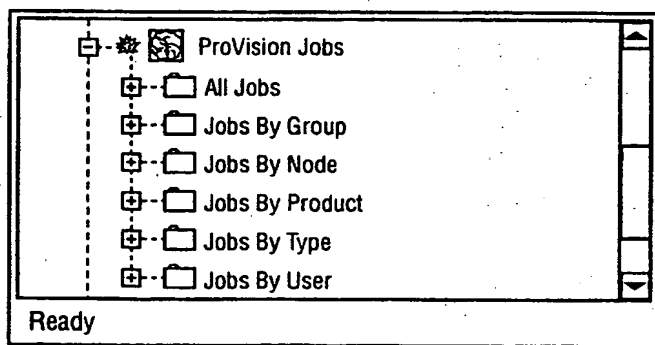 ProVision Jobs
All Jobs
Jobs By Group
Jobs By Node
Jobs By Product
Jobs By Type
Jobs By User
Ready